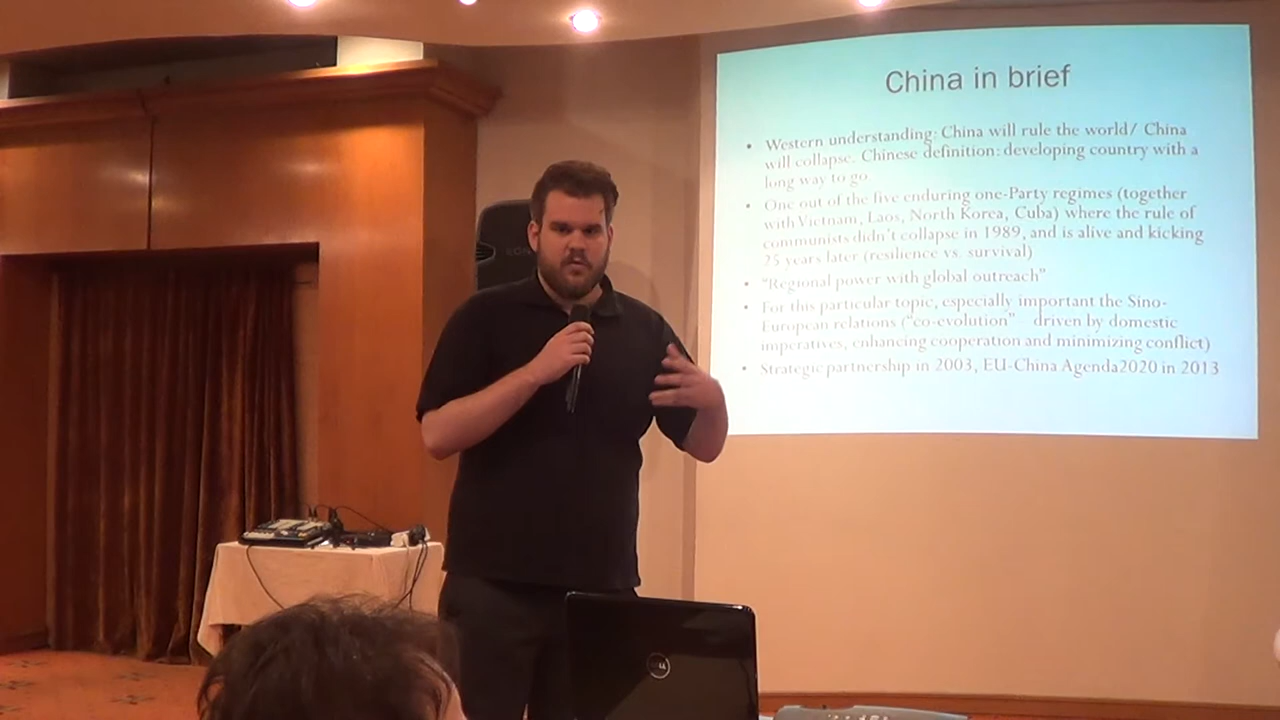 China in brief
• Western understanding: China will rule the world/ China
will collapse. Chinese definition: developing country with a
long way to go
• One out of the five enduring one-Party regimes (together
with Vietnam, Laos, North Korea, Cuba) where the rule of
communists didn't collapse in 1989, and is alive and kicking
25 years later (resilience vs. survival)
• "Regional power with global outreach"
• For this particular topic, especially important the Sino-
European relations ("co-evolution" driven by domestic
imperatives, enhancing cooperation and minimizing conflict)
• Strategic partnership in 2003, EU-China Agenda2020 in 2013
DELL